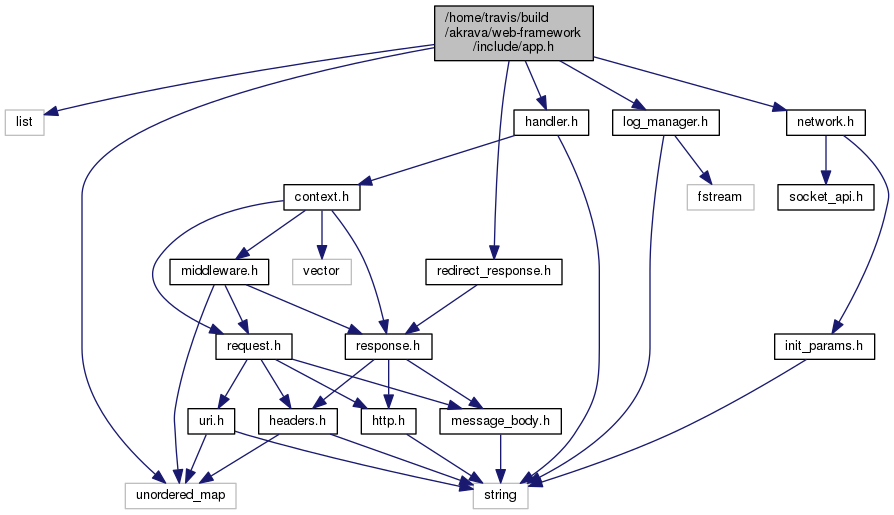 /home/travis/build
/akrava/web-framework
/include/app.h
list
handler.h
log_manager.h
network.h
context.h
fstream
socket_api.h
middleware.h
vector
redirect_response.h
request.h
response.h
init_params.h
uri.h
headers.h
http.h
message_body.h
unordered_map
string